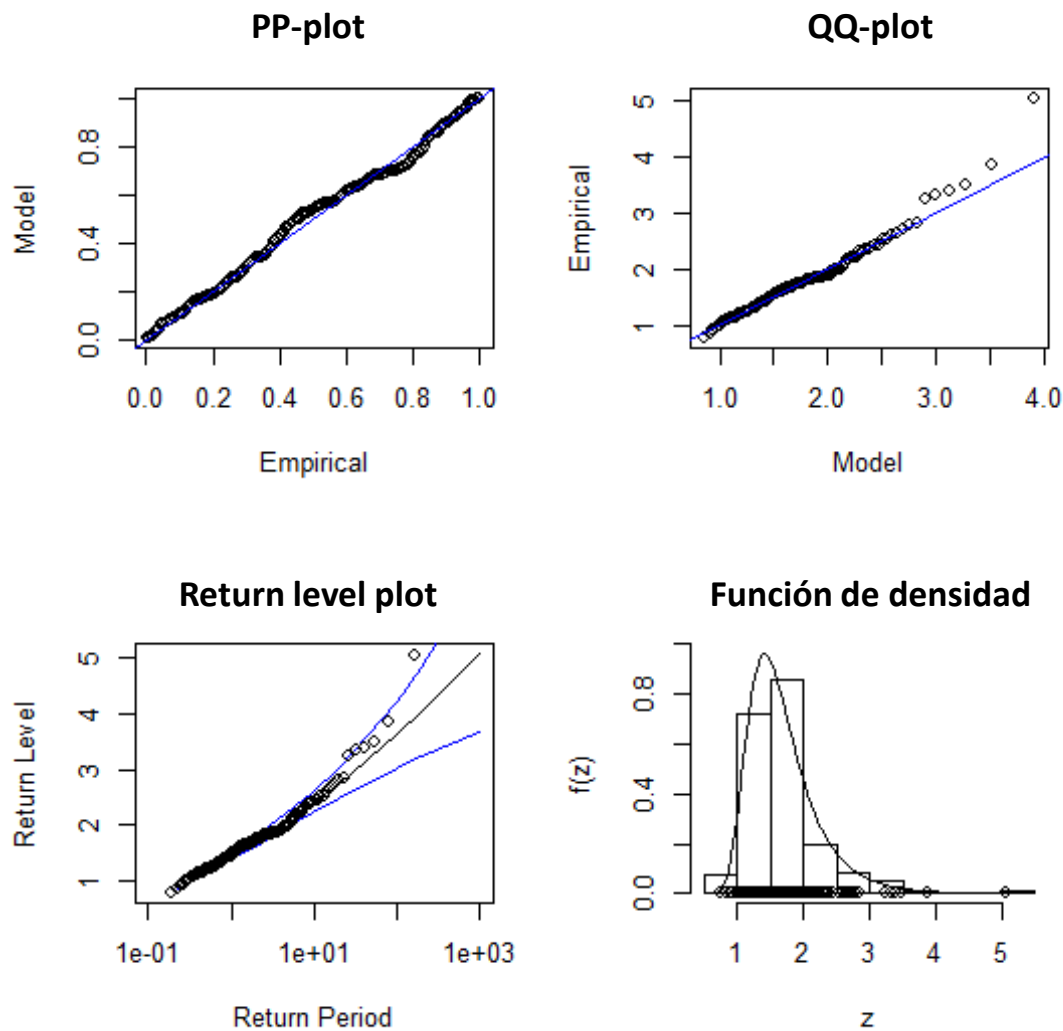 PP-plot
QQ-plot
Model
0.0 0.4 0.8
0.0 0.2 0.4 0.6 0.8 1.0
Empirical
Empirical
1 2 3 4 5
1.0 2.0 3.0 4.0
Model
Return level plot
Función de densidad
Return Level
1 2 3 4 5
1e-01 1e+01 1e+03
Return Period
f(z)
0.0 0.4 0.8
1 2 3 4 5
z